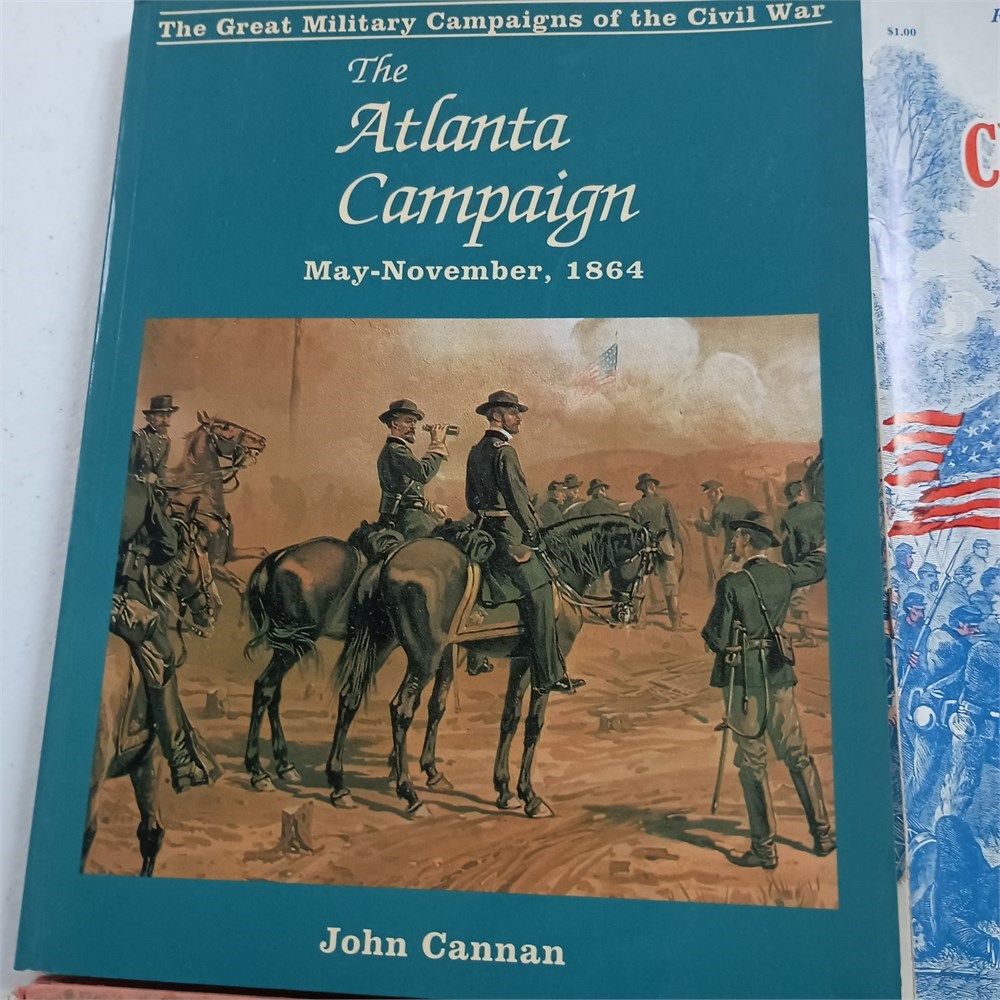 The Great Military Campaigns of the Civil War
The
Atlanta
Campaign
May-November, 1864
John Cannan
$1.00